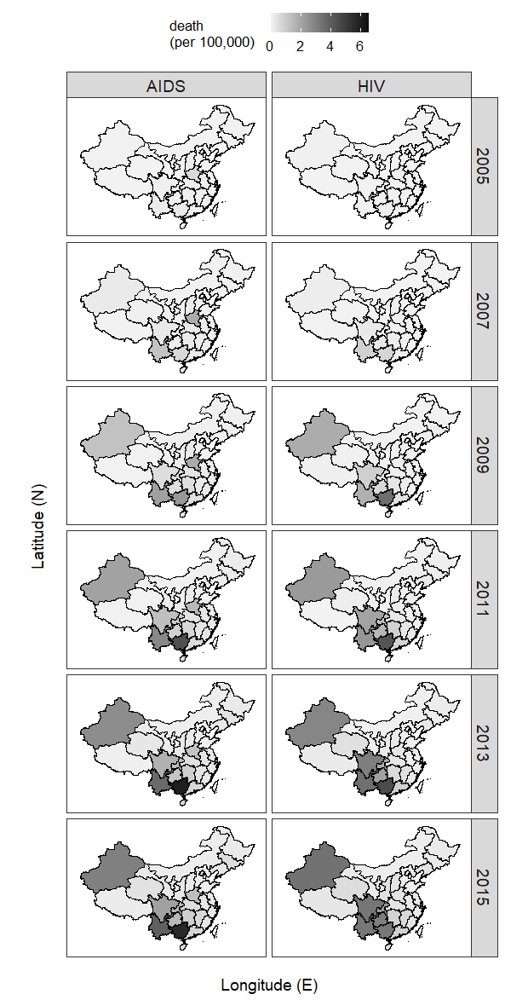 death
(per 100,000)
0 2 4 6
AIDS HIV
2005
2007
2009
2011
2013
2015
Latitude (N)
Longitude (E)